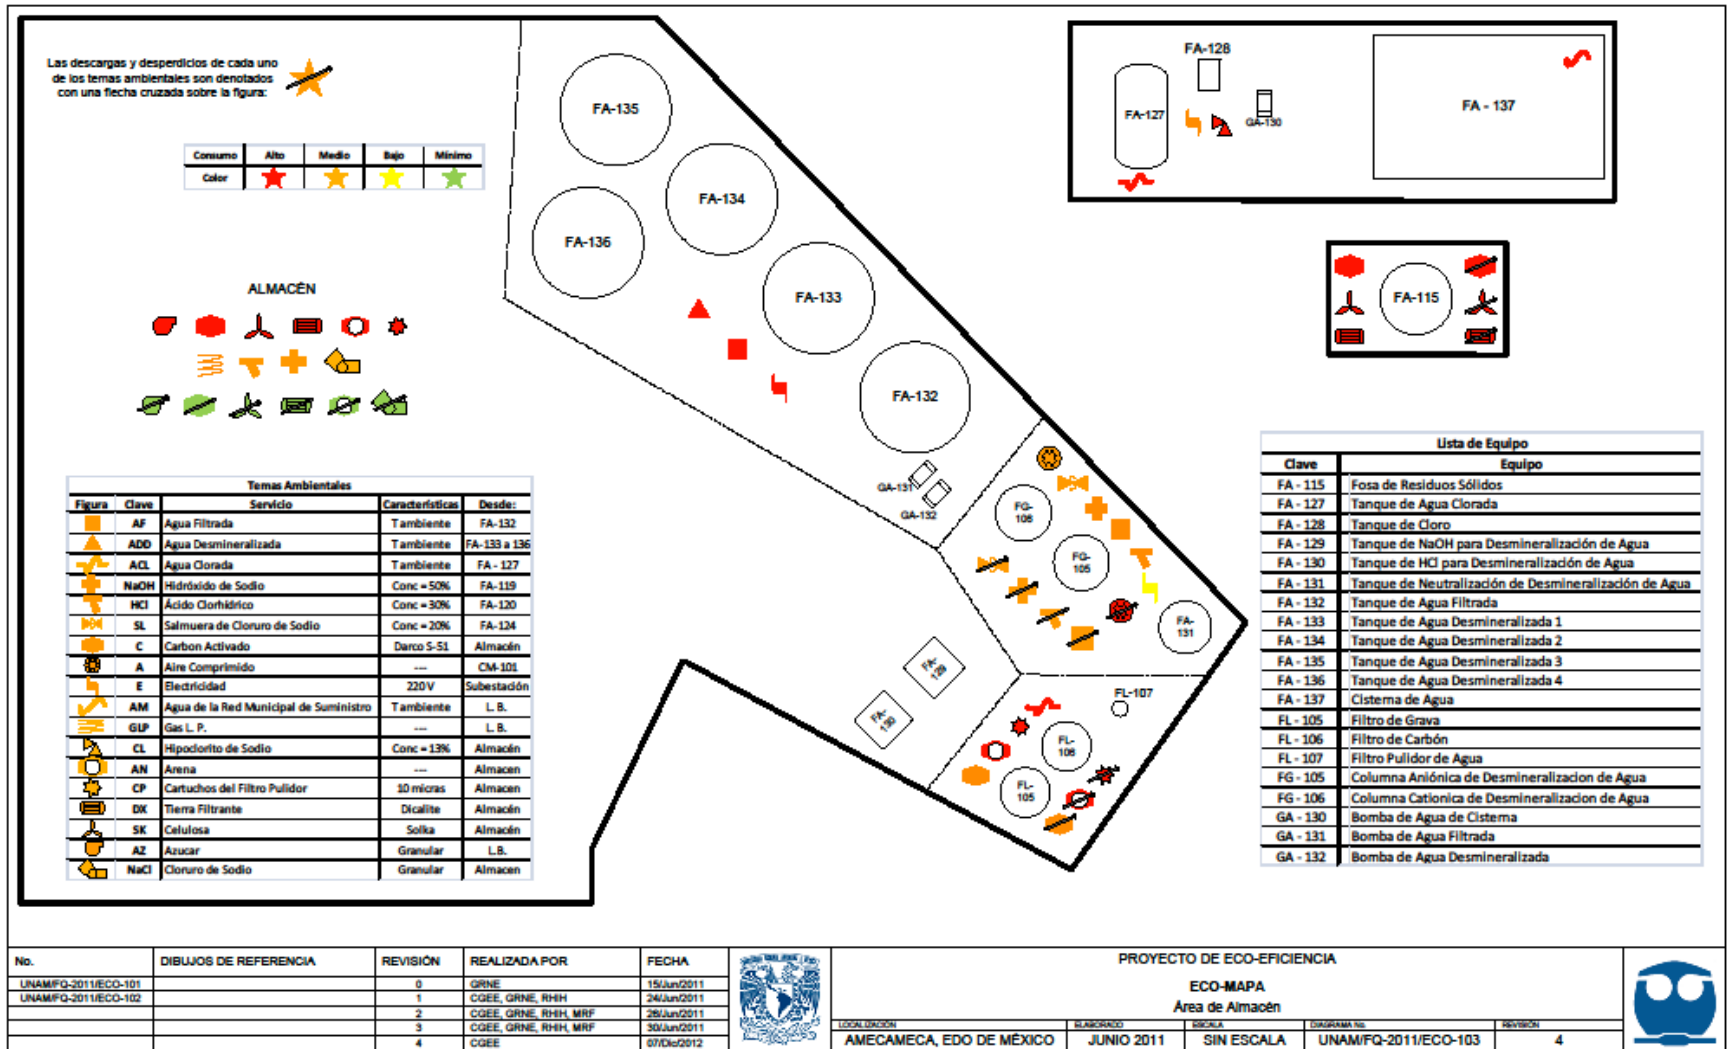 Las descargas y desperdicios de cada uno
de los temas ambientales son denotados
con una flecha cruzada sobre la figura:
Consumo Alto Medio Bajo Mínimo
Color
ALMACÉN
FA-135
FA-134
FA-136
FA-133
FA-132
GA-131
GA-132
FG-
106
FG-
105
FA-
131
FA-
129
FA-
130
FL-107
FL-
106
FL-
105
FA-128
FA-127
GA-130
FA - 137
FA-115
Temas Ambientales
Figura Clave Servicio Características Desde:
AF Agua Filtrada T ambiente FA-132
ADD Agua Desmineralizada T ambiente FA-133 a 136
ACL Agua Clorada T ambiente FA - 127
NaOH Hidróxido de Sodio Conc = 50% FA-119
HCl Ácido Clorhídrico Conc = 30% FA-120
SL Salmuera de Cloruro de Sodio Conc = 20% FA-124
C Carbon Activado Darco S-51 Almacén
A Aire Comprimido --- CM-101
E Electricidad 220 V Subestación
AM Agua de la Red Municipal de Suministro T ambiente L. B.
GLP Gas L. P. --- L. B.
CL Hipoclorito de Sodio Conc = 13% Almacén
AN Arena --- Almacen
CP Cartuchos del Filtro Pulidor 10 micras Almacen
DX Tierra Filtrante Dicalite Almacén
SK Celulosa Solka Almacén
AZ Azucar Granular L.B.
NaCl Cloruro de Sodio Granular Almacen
Lista de Equipo
Clave Equipo
FA - 115 Fosa de Residuos Sólidos
FA - 127 Tanque de Agua Clorada
FA - 128 Tanque de Cloro
FA - 129 Tanque de NaOH para Desmineralización de Agua
FA - 130 Tanque de HCl para Desmineralización de Agua
FA - 131 Tanque de Neutralización de Desmineralización de Agua
FA - 132 Tanque de Agua Filtrada
FA - 133 Tanque de Agua Desmineralizada 1
FA - 134 Tanque de Agua Desmineralizada 2
FA - 135 Tanque de Agua Desmineralizada 3
FA - 136 Tanque de Agua Desmineralizada 4
FA - 137 Cisterna de Agua
FL - 105 Filtro de Grava
FL - 106 Filtro de Carbón
FL - 107 Filtro Pulidor de Agua
FG - 105 Columna Aniónica de Desmineralizacion de Agua
FG - 106 Columna Cationica de Desmineralizacion de Agua
GA - 130 Bomba de Agua de Cisterna
GA - 131 Bomba de Agua Filtrada
GA - 132 Bomba de Agua Desmineralizada
No. DIBUJOS DE REFERENCIA REVISIÓN REALIZADA POR FECHA
UNAM/FQ-2011/ECO-101 0 GRNE 15/Jun/2011
UNAM/FQ-2011/ECO-102 1 CGEE, GRNE, RHIH 24/Jun/2011
2 CGEE, GRNE, RHIH, MRF 28/Jun/2011
3 CGEE, GRNE, RHIH, MRF 30/Jun/2011
4 CGEE 07/Dic/2012
PROYECTO DE ECO-EFICIENCIA
ECO-MAPA
Área de Almacén
LOCALIZACIÓN ELABORADO ESCALA DIAGRAMA No. REVISIÓN
AMECAMECA, EDO DE MÉXICO JUNIO 2011 SIN ESCALA UNAM/FQ-2011/ECO-103 4